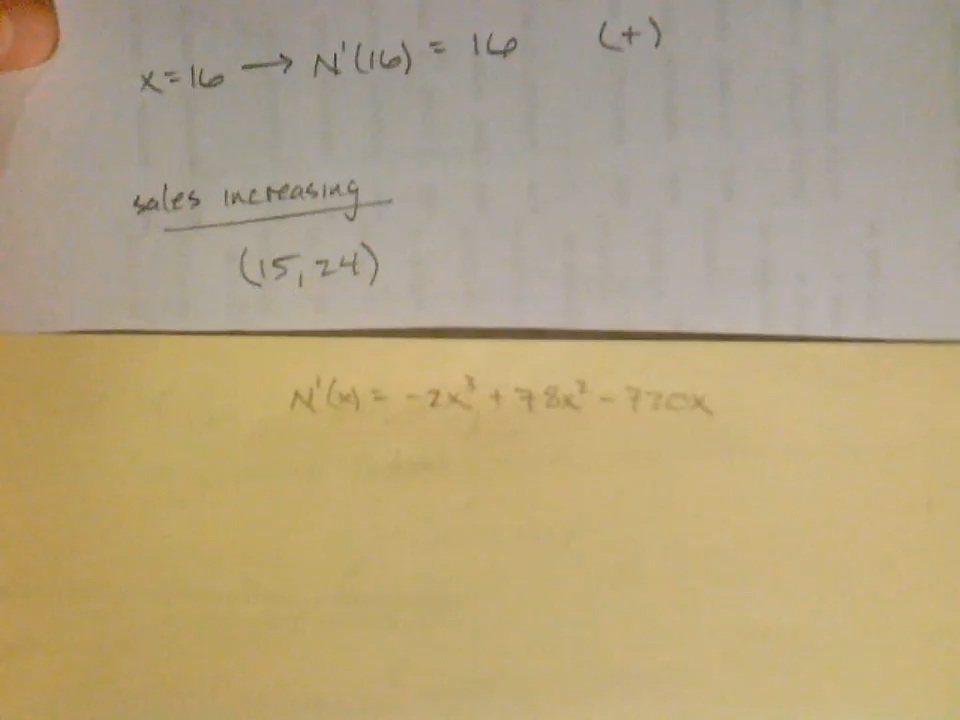 x=16 → N'(16) = 16 (+)
sales increasing
(15,24)
N'(x) = -2x³ + 78x² - 720x